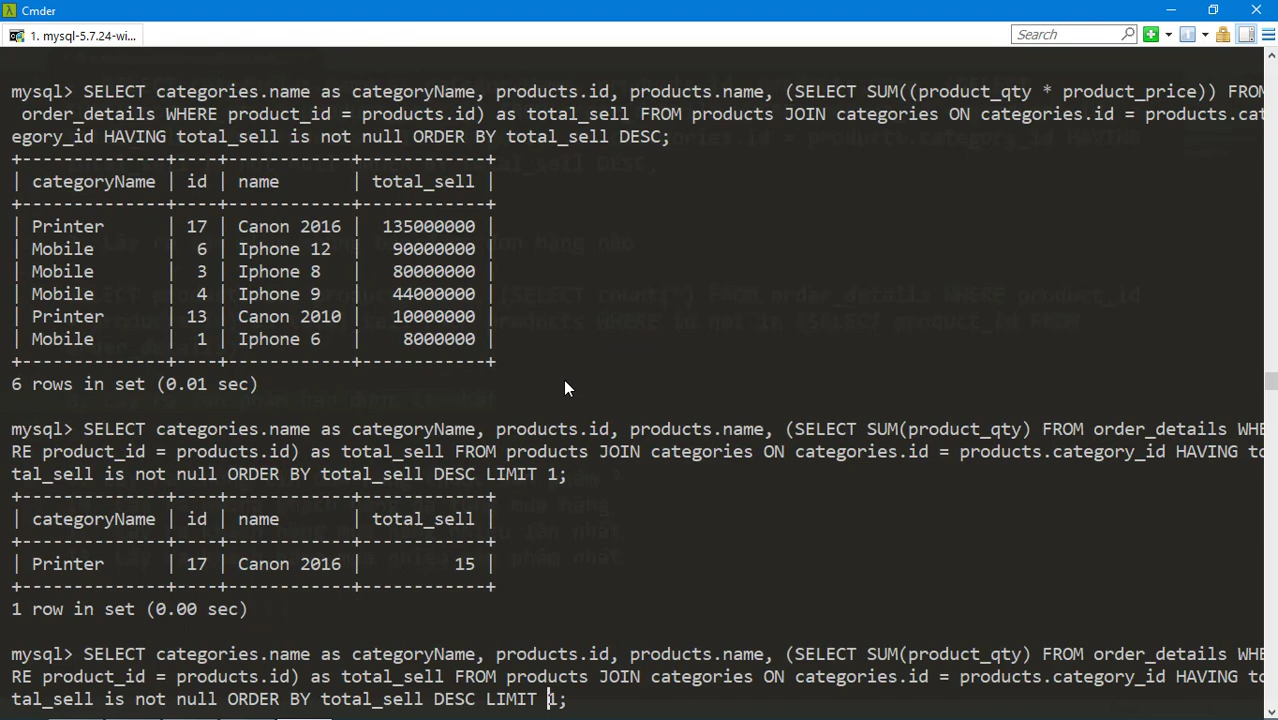 Cmder
1. mysql-5.7.24-wi...
Search
mysql> SELECT categories.name as categoryName, products.id, products.name, (SELECT SUM((product_qty * product_price)) FROM
order_details WHERE product_id = products.id) as total_sell FROM products JOIN categories ON categories.id = products.cat
egory_id HAVING total_sell is not null ORDER BY total_sell DESC;
+--------------+----+-------------+------------+
| categoryName | id | name | total_sell |
+--------------+----+-------------+------------+
| Printer | 17 | Canon 2016 | 135000000 |
| Mobile | 6 | Iphone 12 | 90000000 |
| Mobile | 3 | Iphone 8 | 80000000 |
| Mobile | 4 | Iphone 9 | 44000000 |
| Printer | 13 | Canon 2010 | 10000000 |
| Mobile | 1 | Iphone 6 | 8000000 |
+--------------+----+-------------+------------+
6 rows in set (0.01 sec)
mysql> SELECT categories.name as categoryName, products.id, products.name, (SELECT SUM(product_qty) FROM order_details WHE
RE product_id = products.id) as total_sell FROM products JOIN categories ON categories.id = products.category_id HAVING to
tal_sell is not null ORDER BY total_sell DESC LIMIT 1;
+--------------+----+-------------+------------+
| categoryName | id | name | total_sell |
+--------------+----+-------------+------------+
| Printer | 17 | Canon 2016 | 15 |
+--------------+----+-------------+------------+
1 row in set (0.00 sec)
mysql> SELECT categories.name as categoryName, products.id, products.name, (SELECT SUM(product_qty) FROM order_details WHE
RE product_id = products.id) as total_sell FROM products JOIN categories ON categories.id = products.category_id HAVING to
tal_sell is not null ORDER BY total_sell DESC LIMIT 1;